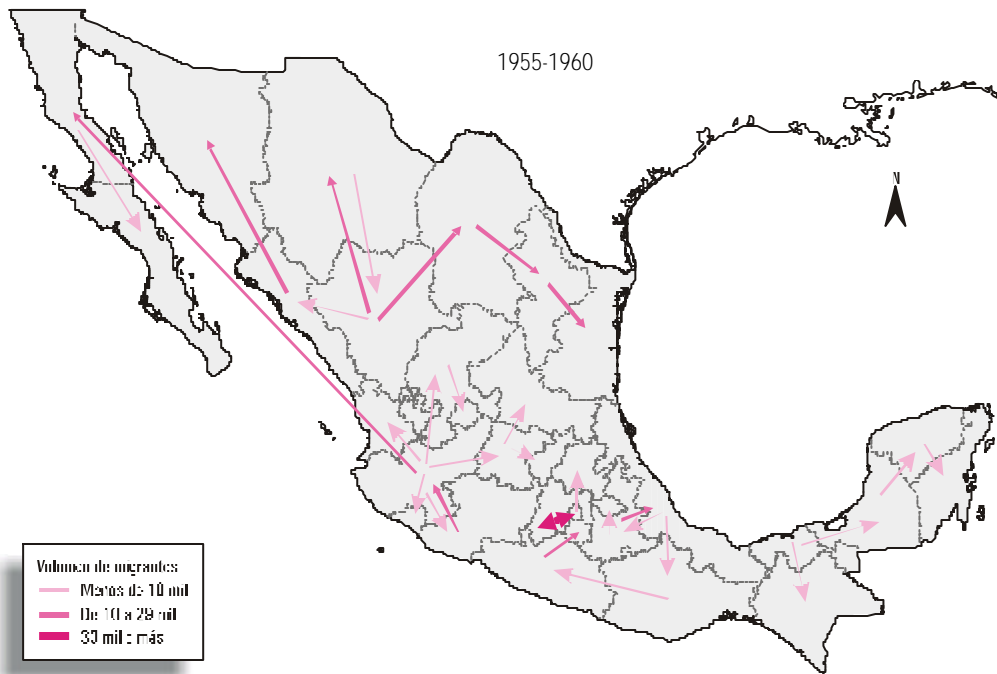 1955-1960
N
Volumen de migrantes
Menos de 10 mil
De 10 a 29 mil
30 mil o más